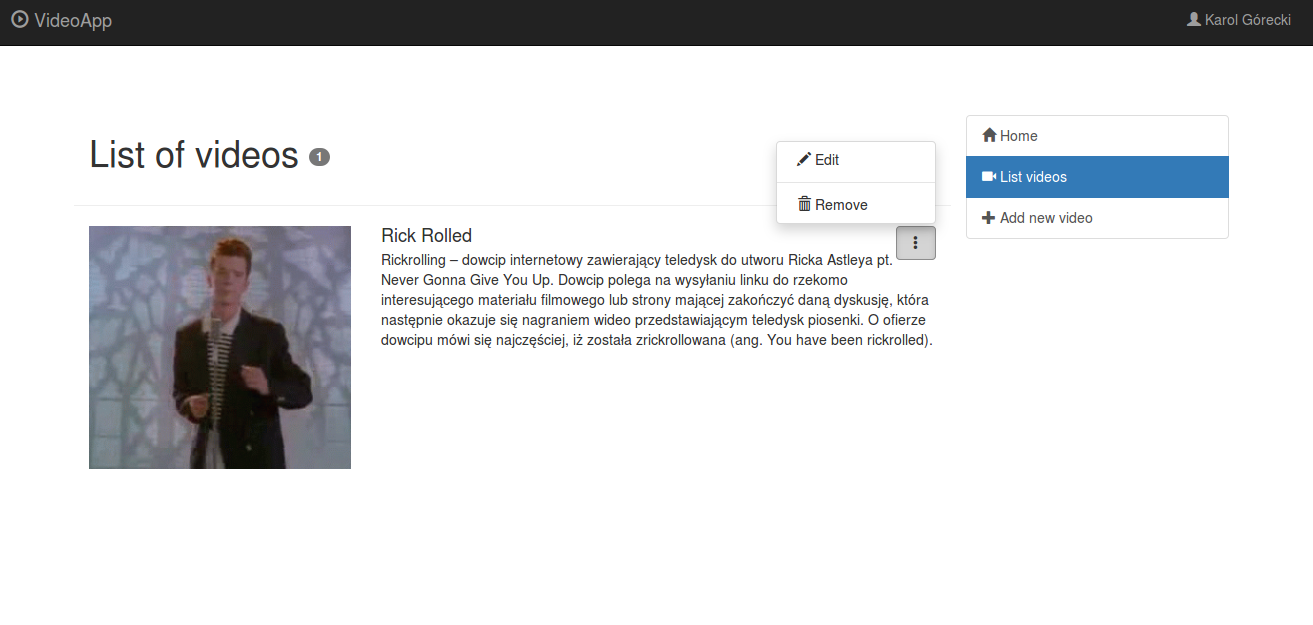 VideoApp
Karol Górecki
List of videos 1
Edit
Remove
Home
List videos
Add new video
Rick Rolled
Rickrolling – dowcip internetowy zawierający teledysk do utworu Ricka Astleya pt.
Never Gonna Give You Up. Dowcip polega na wysyłaniu linku do rzekomo
interesującego materiału filmowego lub strony mającej zakończyć daną dyskusję, która
następnie okazuje się nagraniem wideo przedstawiającym teledysk piosenki. O ofierze
dowcipu mówi się najczęściej, iż została zrickrollowana (ang. You have been rickrolled).